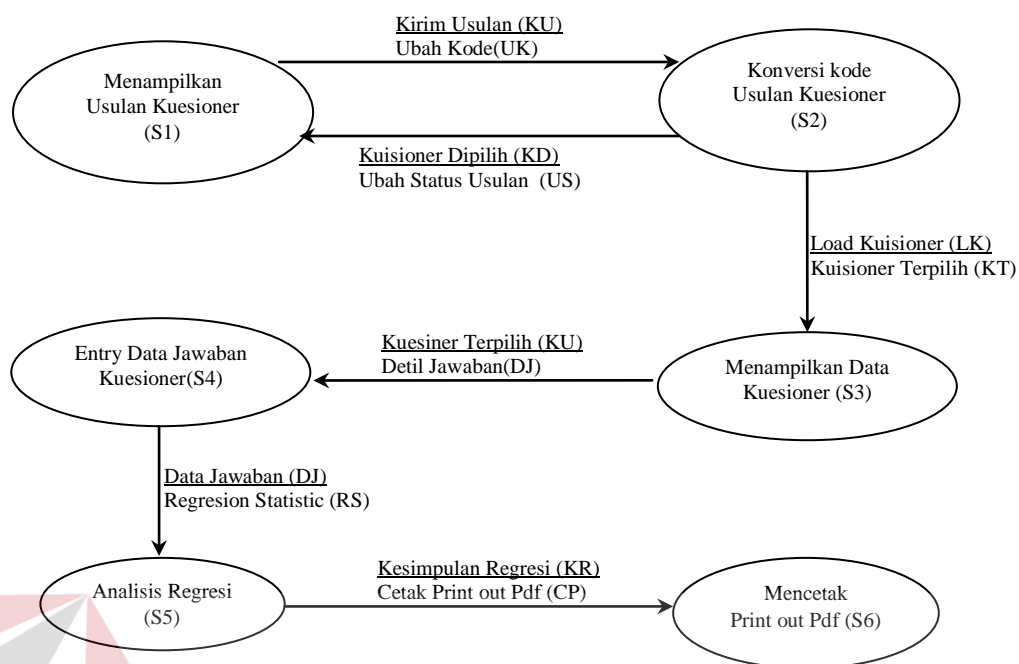 Kirim Usulan (KU)
Ubah Kode(UK)
Menampilkan
Usulan Kuesioner
(S1)
Konversi kode
Usulan Kuesioner
(S2)
Kuisioner Dipilih (KD)
Ubah Status Usulan (US)
Load Kuisioner (LK)
Kuisioner Terpilih (KT)
Entry Data Jawaban
Kuesioner(S4)
Kuesiner Terpilih (KU)
Detil Jawaban(DJ)
Menampilkan Data
Kuesioner (S3)
Data Jawaban (DJ)
Regresion Statistic (RS)
Analisis Regresi
(S5)
Kesimpulan Regresi (KR)
Cetak Print out Pdf (CP)
Mencetak
Print out Pdf (S6)